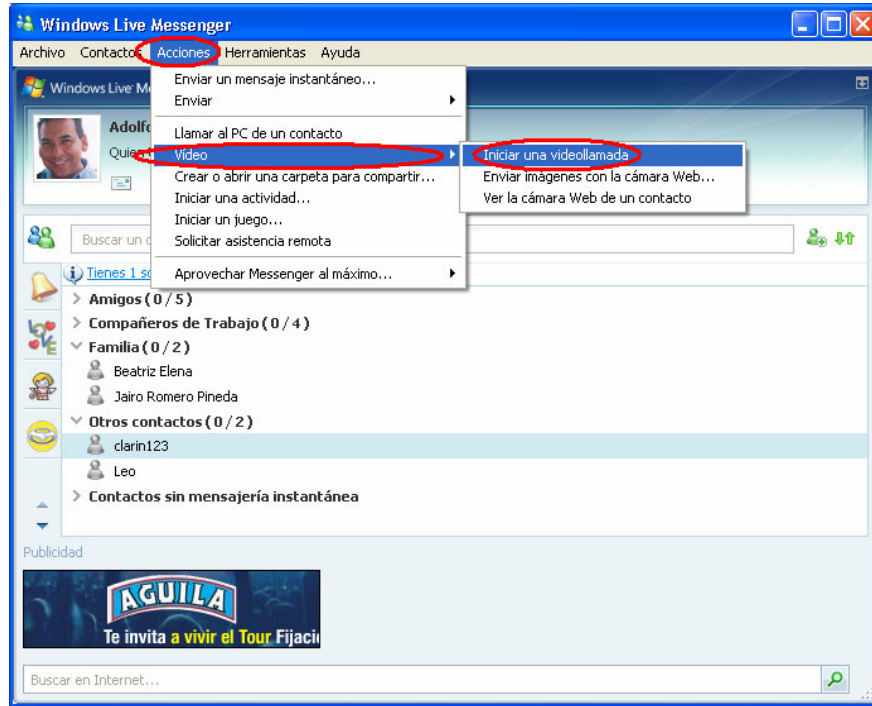 Windows Live Messenger
Archivo Contactos Acciones Herramientas Ayuda
Windows Live
Enviar un mensaje instantáneo...
Enviar
Llamar al PC de un contacto
Vídeo
Crear o abrir una carpeta para compartir...
Iniciar una actividad...
Iniciar un juego...
Solicitar asistencia remota
Aprovechar Messenger al máximo...
Iniciar una videollamada
Enviar imágenes con la cámara Web...
Ver la cámara Web de un contacto
Adolfo
Buscar un
Tienes 1
Amigos (0/5)
Compañeros de Trabajo (0/4)
Familia (0/2)
Beatriz Elena
Jairo Romero Pineda
Otros contactos (0/2)
clarin123
Leo
Contactos sin mensajería instantánea
LOVE
Publicidad
AGUILA
Te invita a vivir el Tour Fijació
Buscar en Internet...